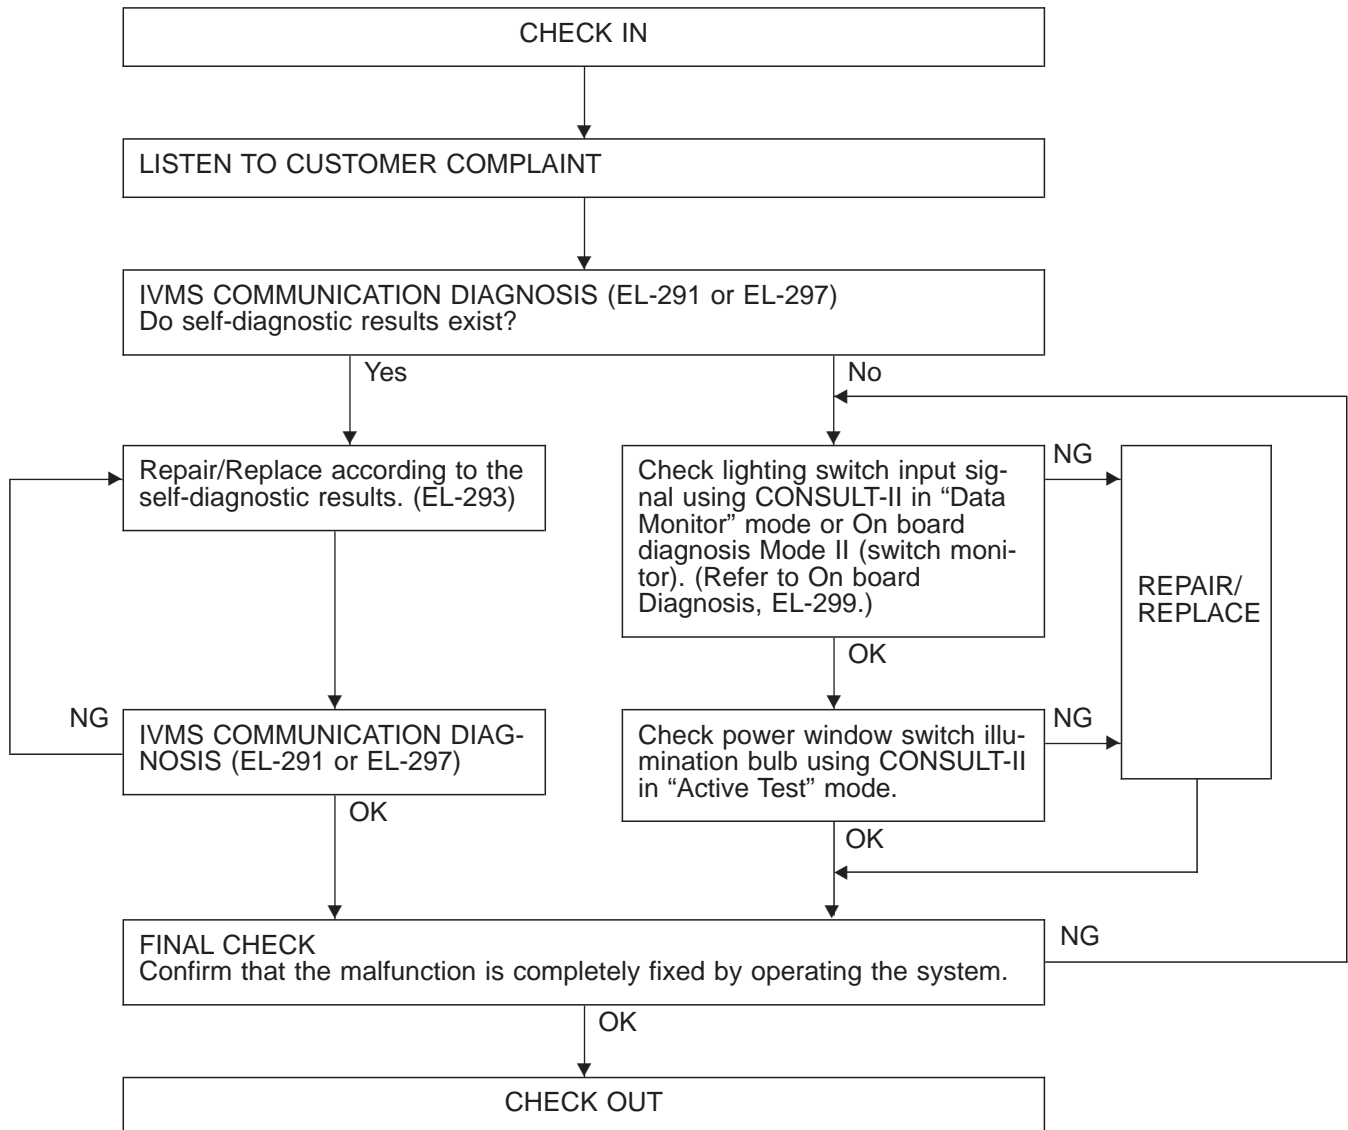 CHECK IN
LISTEN TO CUSTOMER COMPLAINT
IVMS COMMUNICATION DIAGNOSIS (EL-291 or EL-297)
Do self-diagnostic results exist?
Yes
No
Repair/Replace according to the
self-diagnostic results. (EL-293)
Check lighting switch input sig-
nal using CONSULT-II in “Data
Monitor” mode or On board
diagnosis Mode II (switch moni-
tor). (Refer to On board
Diagnosis, EL-299.)
NG
REPAIR/
REPLACE
OK
NG
IVMS COMMUNICATION DIAG-
NOSIS (EL-291 or EL-297)
Check power window switch illu-
mination bulb using CONSULT-II
in “Active Test” mode.
NG
OK
OK
FINAL CHECK
Confirm that the malfunction is completely fixed by operating the system.
NG
OK
CHECK OUT